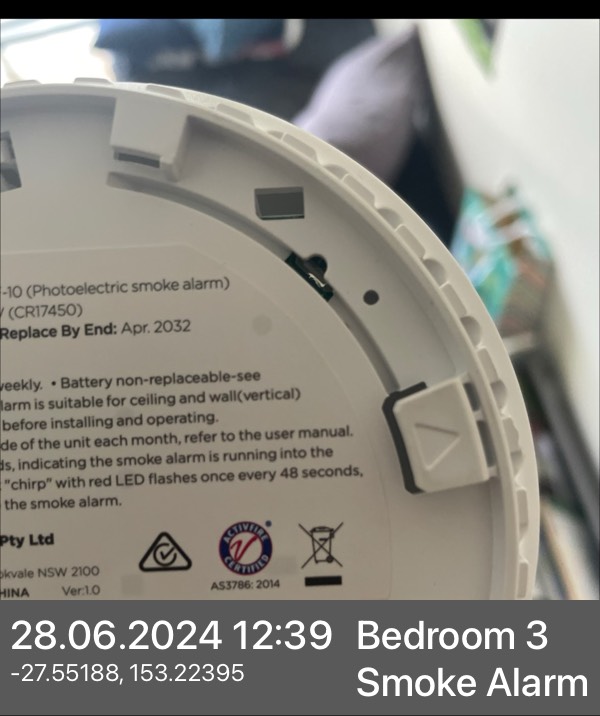 -10 (Photoelectric smoke alarm)
(CR17450)
Replace By End: Apr. 2032
weekly. • Battery non-replaceable-see
larm is suitable for ceiling and wall(vertical)
before installing and operating.
de of the unit each month, refer to the user manual.
ds, indicating the smoke alarm is running into the
"chirp" with red LED flashes once every 48 seconds,
the smoke alarm.
Pty Ltd
okvale NSW 2100
HINA Ver:1.0
ACTIVFIRE
CERTIFIED
AS3786: 2014
28.06.2024 12:39
-27.55188, 153.22395
Bedroom 3
Smoke Alarm